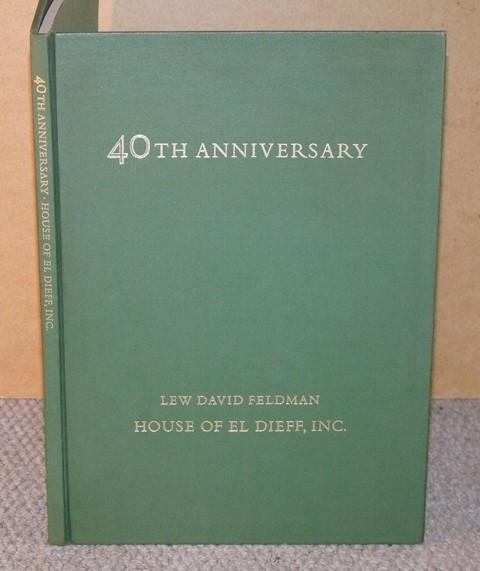 40TH ANNIVERSARY · HOUSE OF EL DIEFF, INC.
40TH ANNIVERSARY
LEW DAVID FELDMAN
HOUSE OF EL DIEFF, INC.